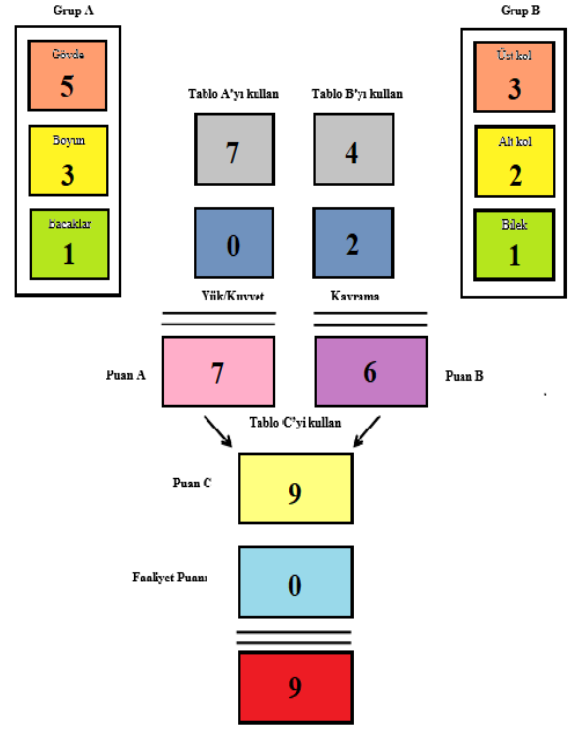 Grup A
Grup B
Gövde
5
Boyun
3
Bacaklar
1
Tablo A'yı kullan
Tablo B'yı kullan
7
4
0
2
Yük/Kuvvet
Kavrama
Üst kol
3
Alt kol
2
Bilek
1
Puan A
7
6
Puan B
Tablo C'yi kullan
Puan C
9
Faaliyet Puanı
0
9